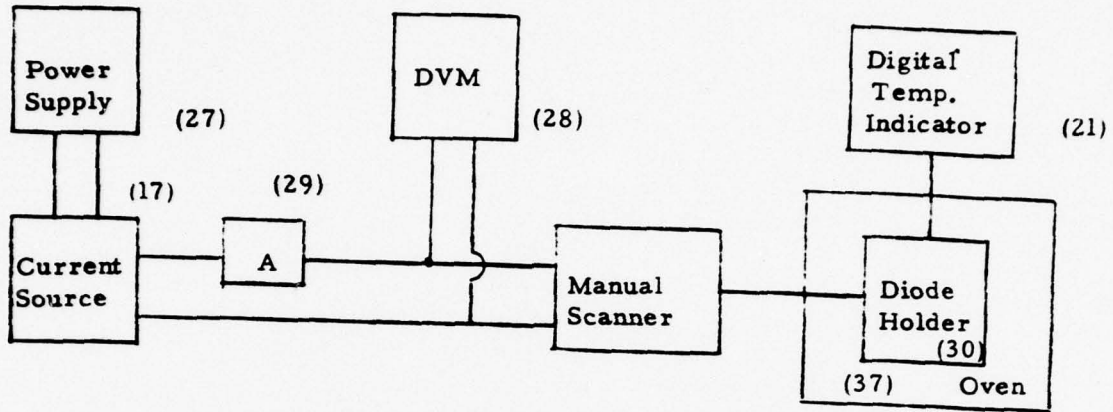 Power
Supply
(27)
DVM
(28)
Digital
Temp.
Indicator
(21)
(17)
(29)
Current
Source
A
Manual
Scanner
Diode
Holder
(30)
(37)
Oven